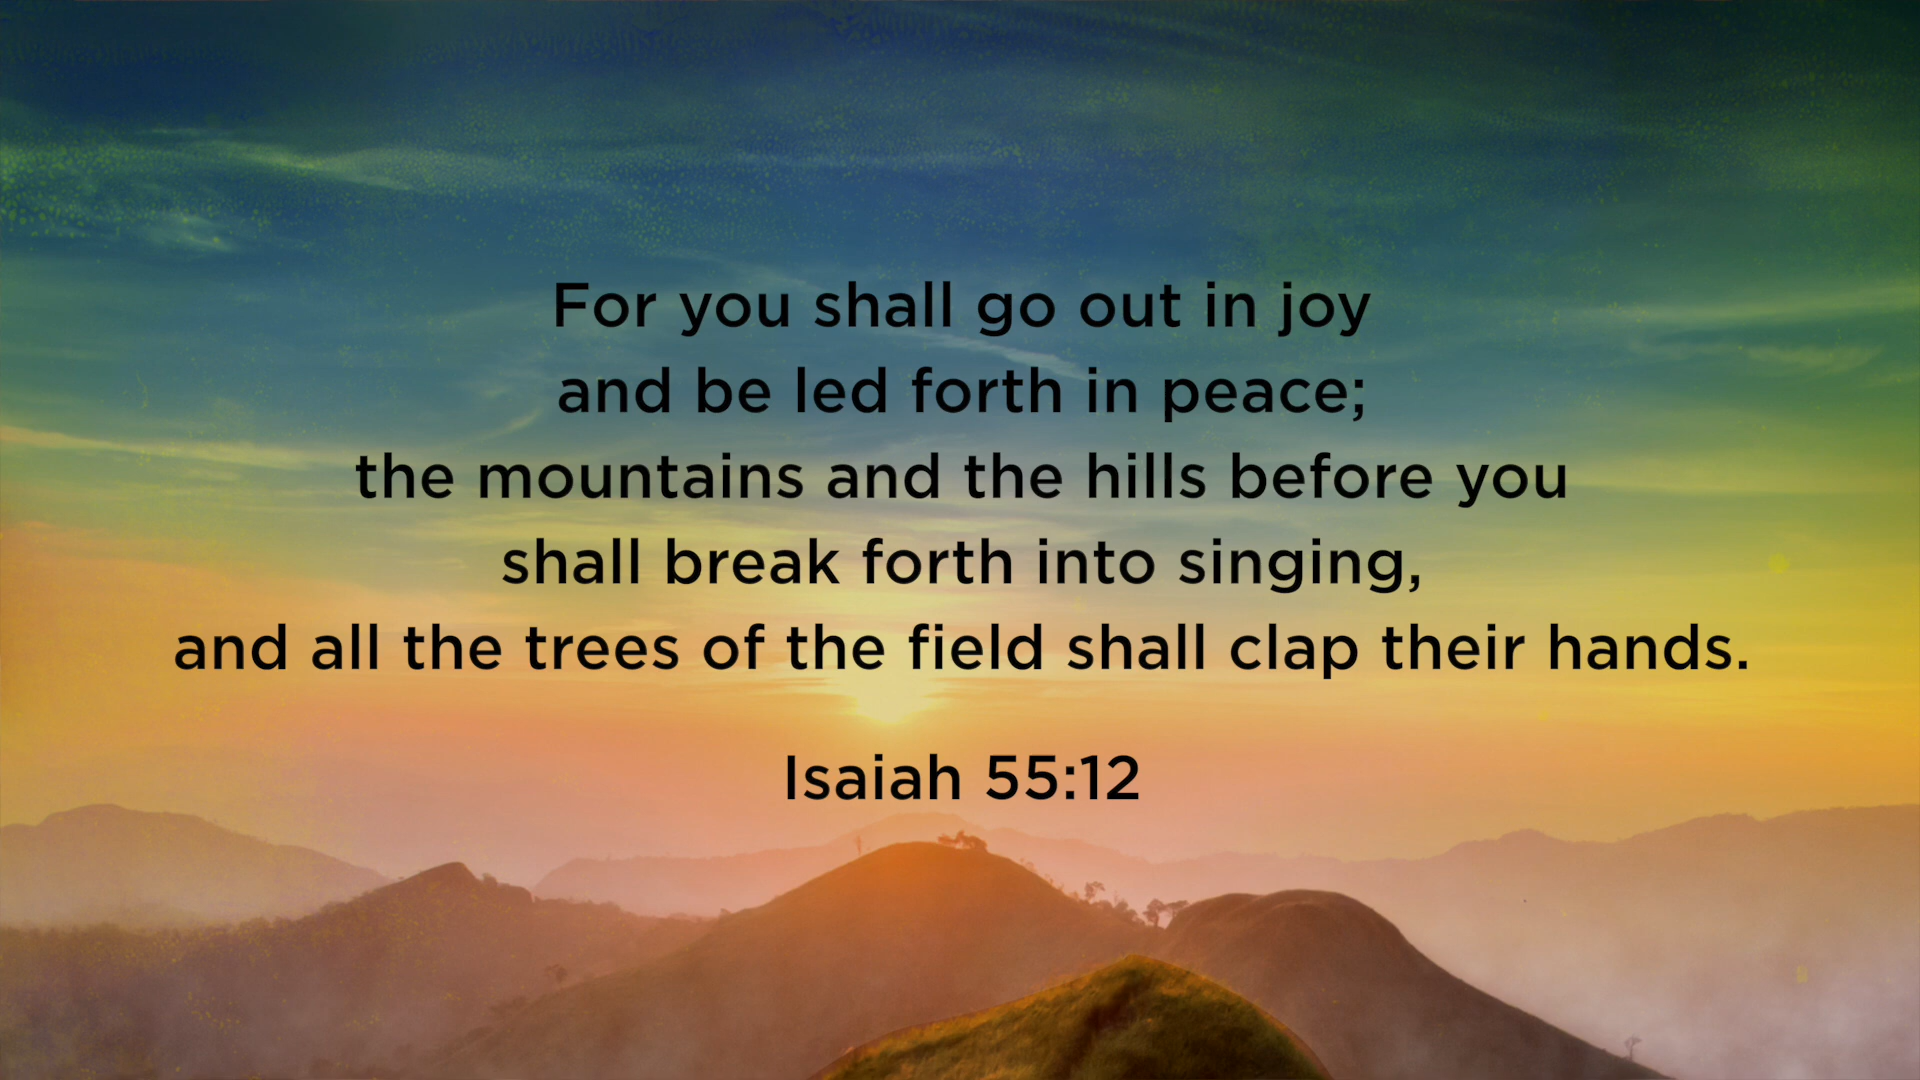 For you shall go out in joy
and be led forth in peace;
the mountains and the hills before you
shall break forth into singing,
and all the trees of the field shall clap their hands.
Isaiah 55:12